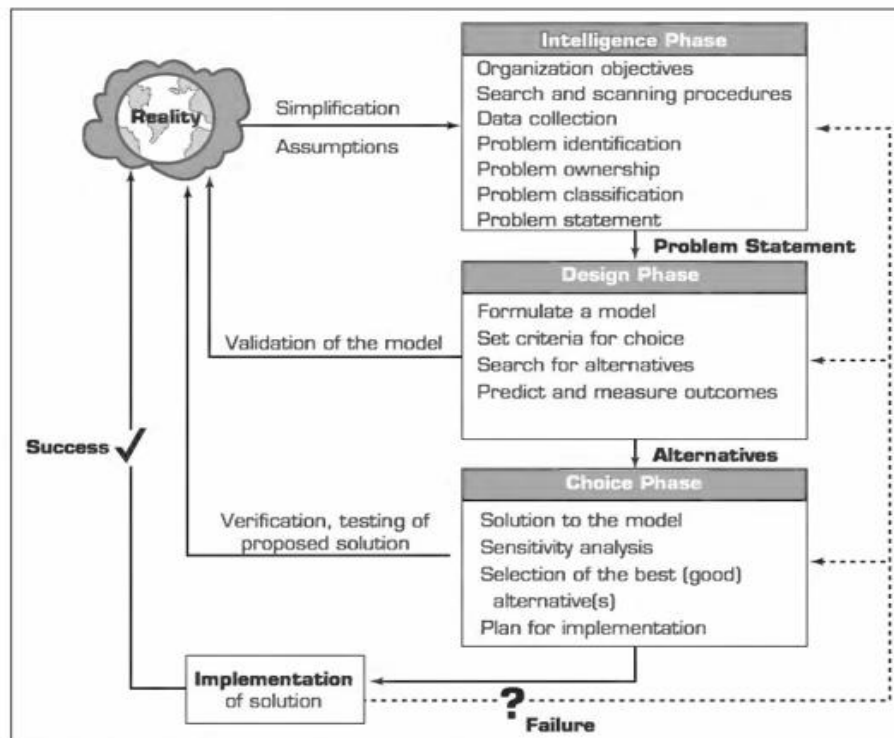 Intelligence Phase
Organization objectives
Search and scanning procedures
Data collection
Problem identification
Problem ownership
Problem classification
Problem statement
Reality
Simplification
Assumptions
Problem Statement
Design Phase
Formulate a model
Set criteria for choice
Search for alternatives
Predict and measure outcomes
Validation of the model
Alternatives
Success
Choice Phase
Solution to the model
Sensitivity analysis
Selection of the best (good)
alternative(s)
Plan for implementation
Verification, testing of
proposed solution
Implementation
of solution
?
Failure